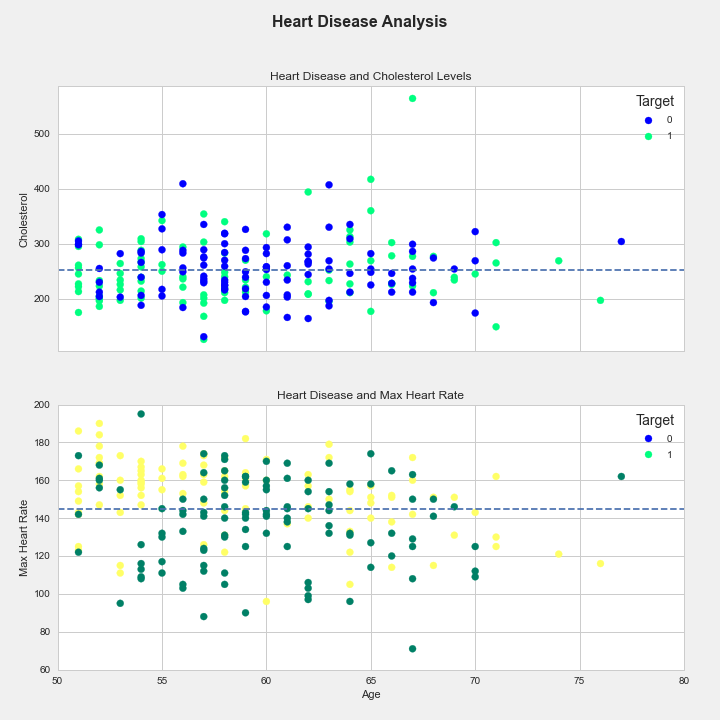 Heart Disease Analysis
Heart Disease and Cholesterol Levels
Target
0
1
500
400
300
200
Cholesterol
Heart Disease and Max Heart Rate
Target
0
1
200
180
160
140
120
100
80
60
Max Heart Rate
50 55 60 65 70 75 80
Age